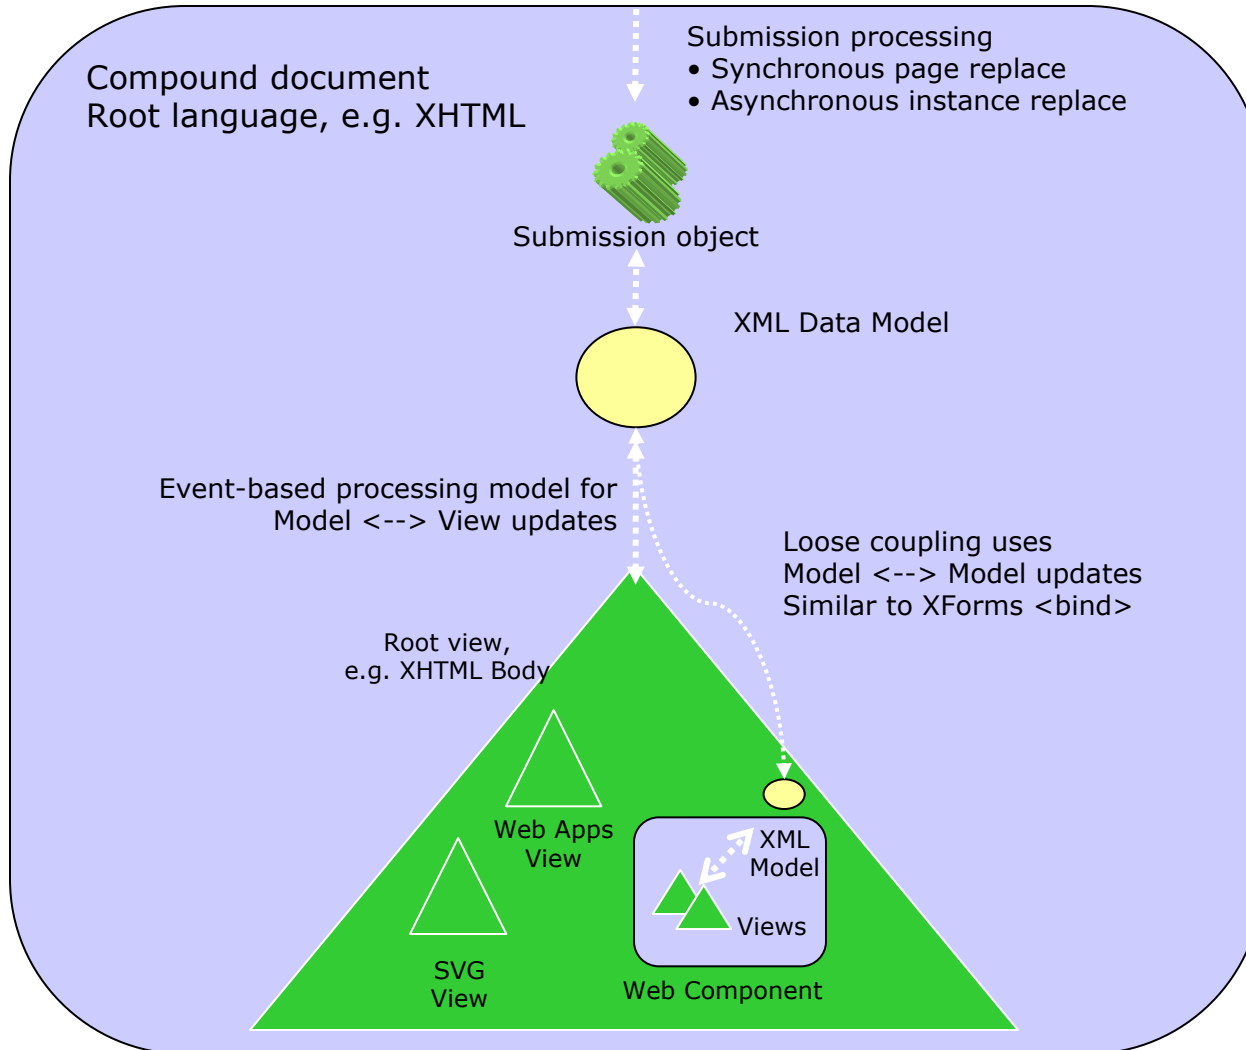 Compound document
Root language, e.g. XHTML
Submission processing
• Synchronous page replace
• Asynchronous instance replace
Submission object
XML Data Model
Event-based processing model for
Model <--> View updates
Loose coupling uses
Model <--> Model updates
Similar to XForms <bind>
Root view,
e.g. XHTML Body
Web Apps
View
XML
Model
Views
SVG
View
Web Component